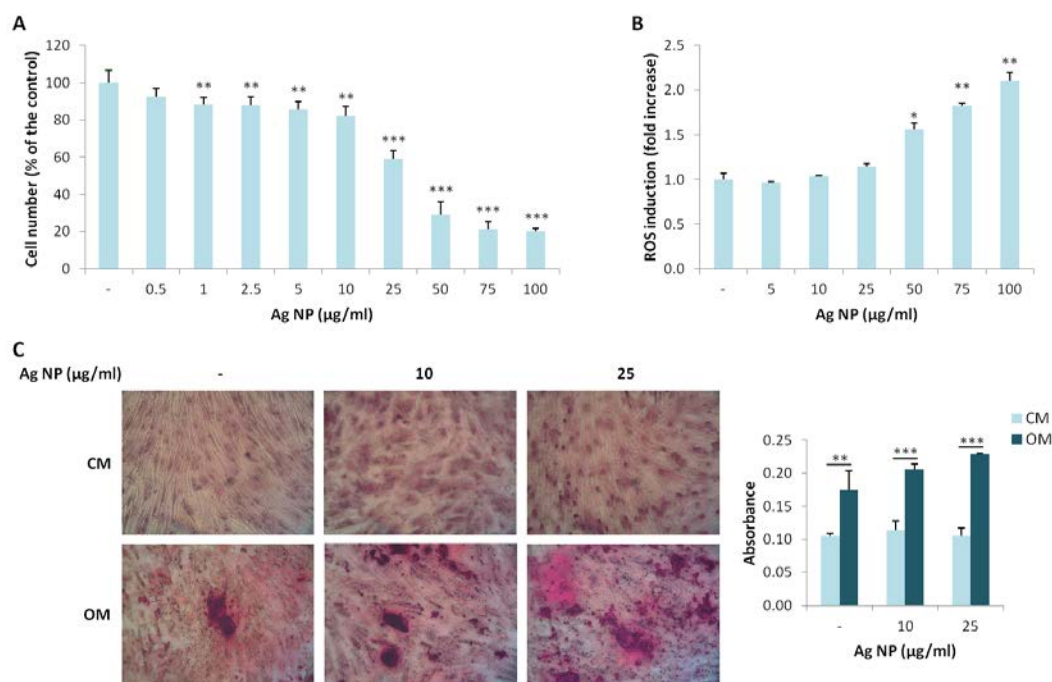 A
Cell number (% of the control)
120
100
80
60
40
20
0
** ** ** ** *** *** *** ***
- 0.5 1 2.5 5 10 25 50 75 100
Ag NP (µg/ml)
B
ROS induction (fold increase)
2.5
2.0
1.5
1.0
0.5
0.0
* ** **
- 5 10 25 50 75 100
Ag NP (µg/ml)
C
Ag NP (µg/ml) - 10 25
CM
OM
CM
OM
Absorbance
0.25
0.20
0.15
0.10
0.05
0.00
** *** ***
- 10 25
Ag NP (µg/ml)